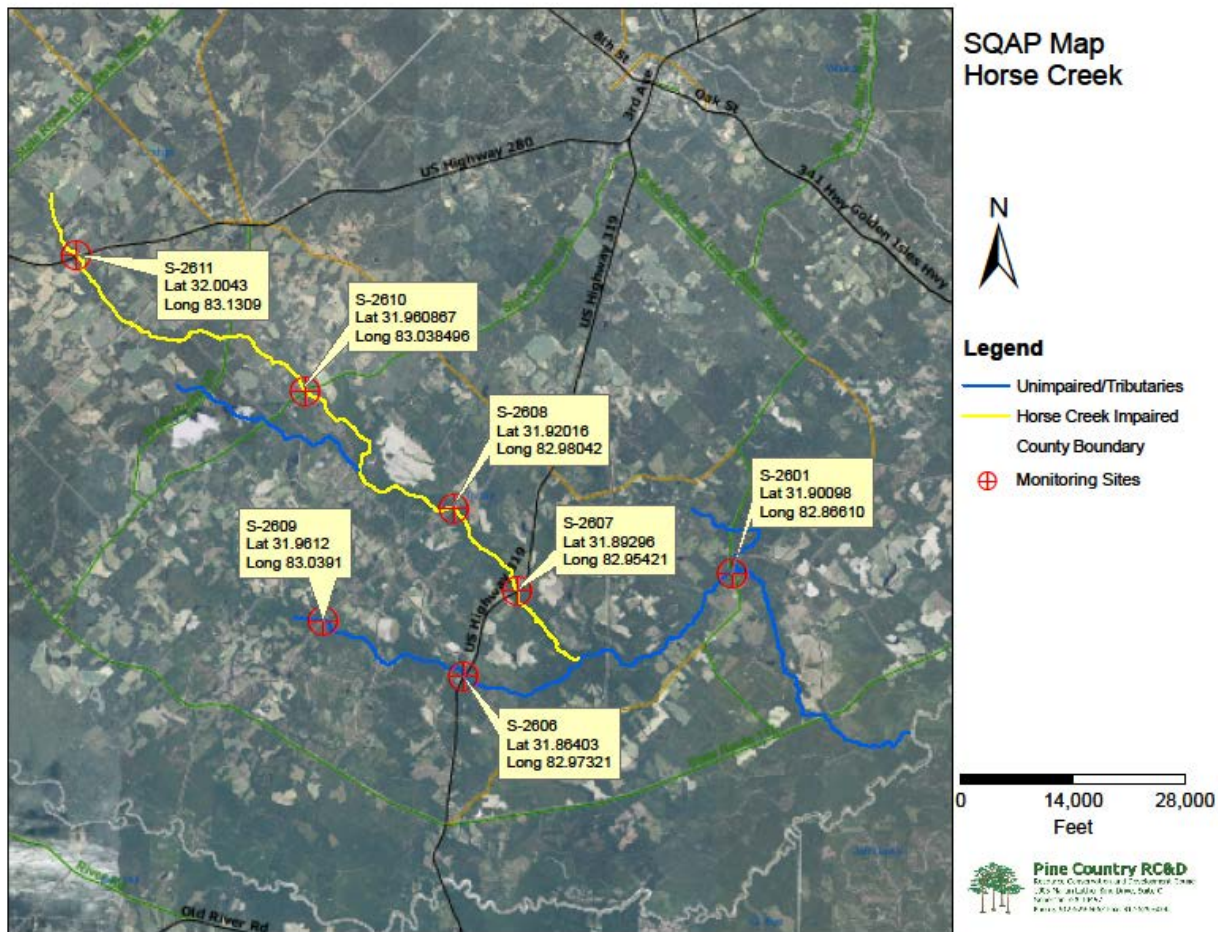 SQAP Map
Horse Creek
8th St
3rd Ave
Oak St
US Highway 280
341 Hwy Golden Isles Hwy
US Highway 319
S-2611
Lat 32.0043
Long 83.1309
S-2610
Lat 31.960867
Long 83.038496
N
Legend
Unimpaired/Tributaries
Horse Creek Impaired
County Boundary
Monitoring Sites
S-2608
Lat 31.92016
Long 82.98042
S-2601
Lat 31.90098
Long 82.86610
S-2609
Lat 31.9612
Long 83.0391
S-2607
Lat 31.89296
Long 82.95421
US Highway 319
S-2606
Lat 31.86403
Long 82.97321
0 14,000 28,000
Feet
River Rd
Old River Rd
Pine Country RC&D